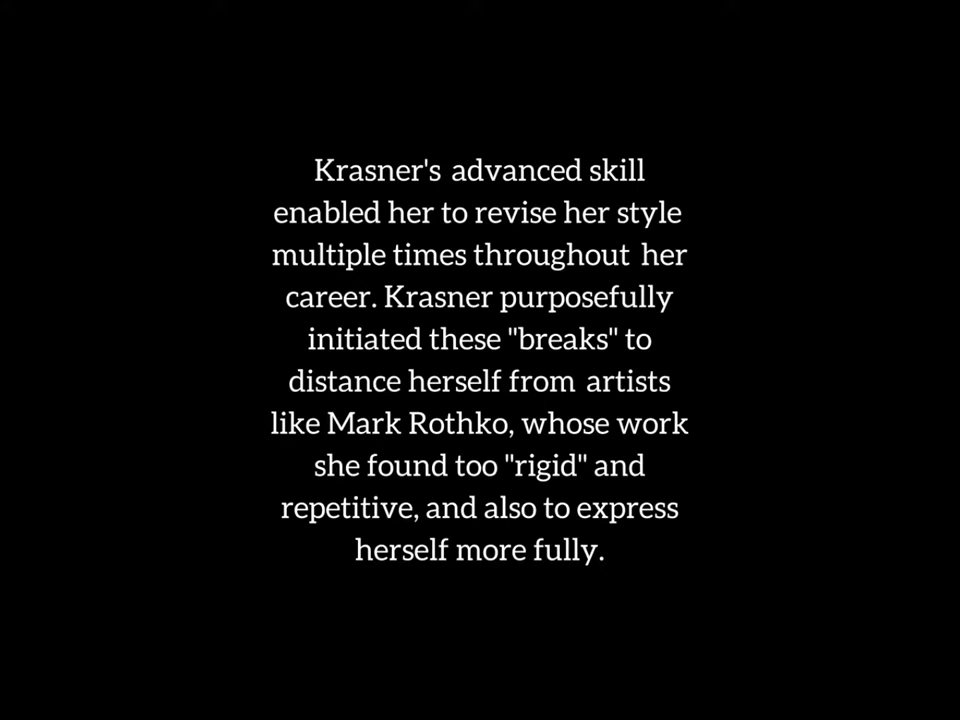 Krasner's advanced skill
enabled her to revise her style
multiple times throughout her
career. Krasner purposefully
initiated these "breaks" to
distance herself from artists
like Mark Rothko, whose work
she found too "rigid" and
repetitive, and also to express
herself more fully.